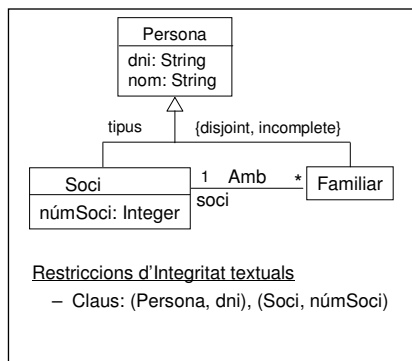 Persona
dni: String
nom: String
tipus {disjoint, incomplete}
Soci
númSoci: Integer
1 Amb *
soci
Familiar
Restriccions d'Integritat textuals
– Claus: (Persona, dni), (Soci, númSoci)